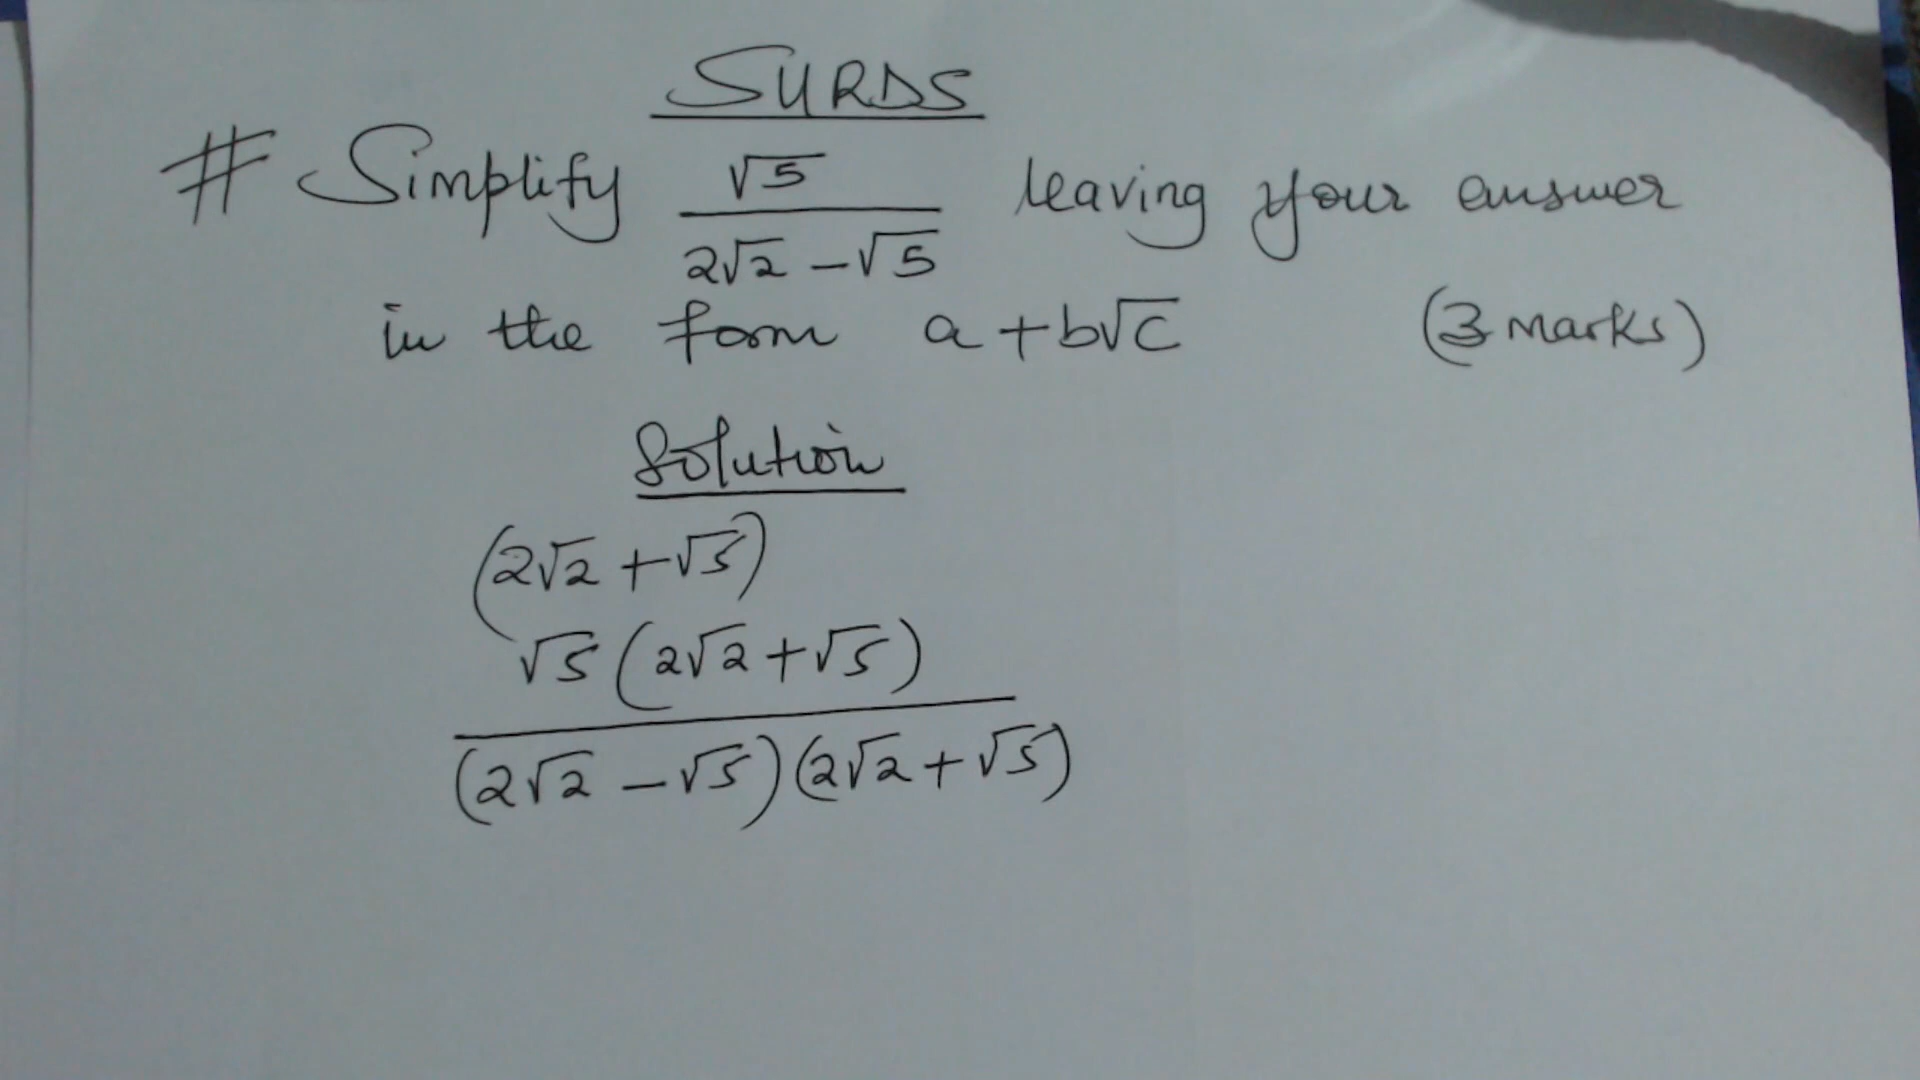 SURDS
# Simplify √5 / 2√2 - √5 leaving your answer
in the form a + b√c (3 marks)
Solution
(2√2 + √5)
√5 (2√2 + √5)
(2√2 - √5) (2√2 + √5)